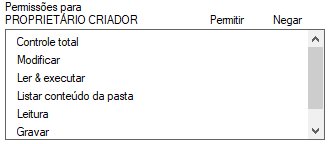 Permissões para
PROPRIETÁRIO CRIADOR Permitir Negar
Controle total
Modificar
Ler & executar
Listar conteúdo da pasta
Leitura
Gravar